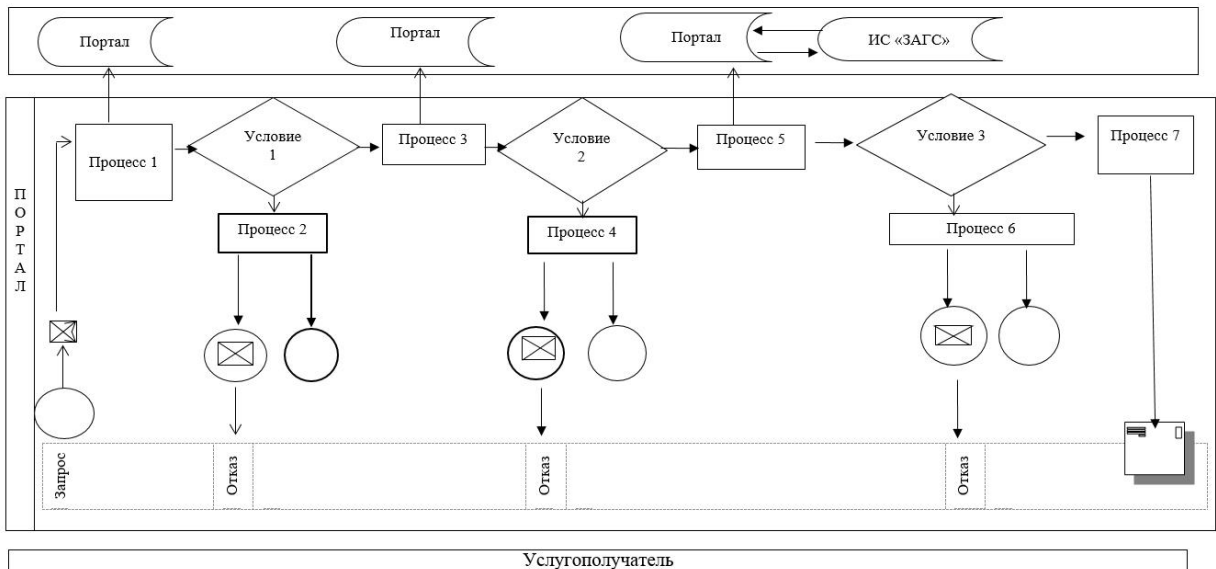 Портал
Портал
Портал
ИС «ЗАГС»
ПОРТАЛ
Процесс 1
Условие
1
Процесс 3
Условие
2
Процесс 5
Условие 3
Процесс 7
Процесс 2
Процесс 4
Процесс 6
Запрос
Отказ
Отказ
Отказ
Услугополучатель